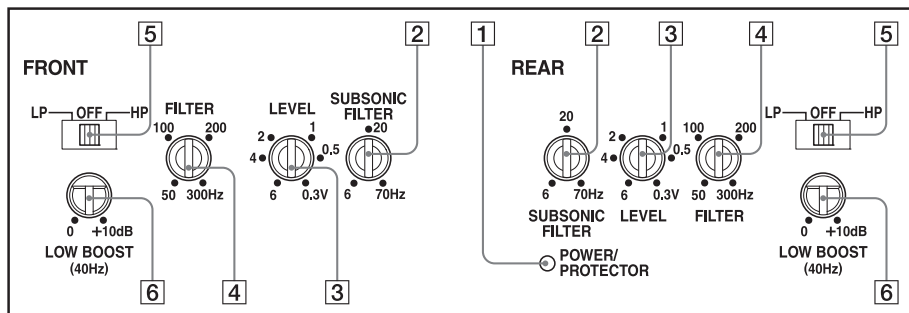 5 2 1 2 3 4 5
FRONT REAR
LP OFF HP FILTER LEVEL SUBSONIC FILTER LP OFF HP
100 200 2 1 20 20 2 1 100 200
4 0.5 4 0.5
50 300Hz 6 0.3V 6 70Hz 6 70Hz 6 0.3V 50 300Hz
0 +10dB SUBSONIC FILTER LEVEL FILTER 0 +10dB
LOW BOOST LOW BOOST
(40Hz) POWER/PROTECTOR (40Hz)
6 4 3 6